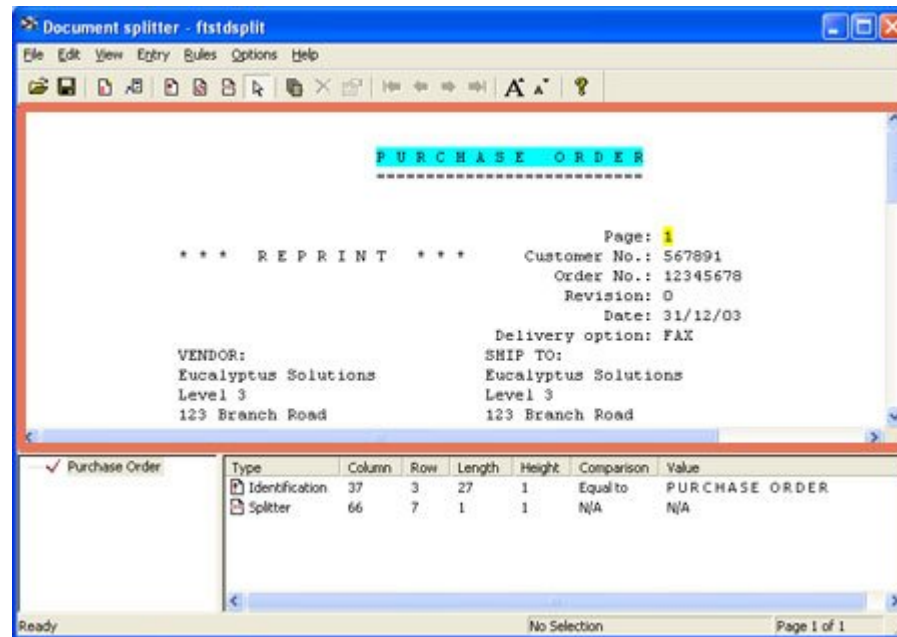 Document splitter - ftstdsplit
File Edit View Entry Rules Options Help
P U R C H A S E   O R D E R
===========================
Page: 1
* * * R E P R I N T * * * Customer No.: 567891
Order No.: 12345678
Revision: 0
Date: 31/12/03
Delivery option: FAX
VENDOR: SHIP TO:
Eucalyptus Solutions Eucalyptus Solutions
Level 3 Level 3
123 Branch Road 123 Branch Road
Purchase Order
Type Column Row Length Height Comparison Value
Identification 37 3 27 1 Equal to P U R C H A S E   O R D E R
Splitter 66 7 1 1 N/A N/A
Ready No Selection Page 1 of 1